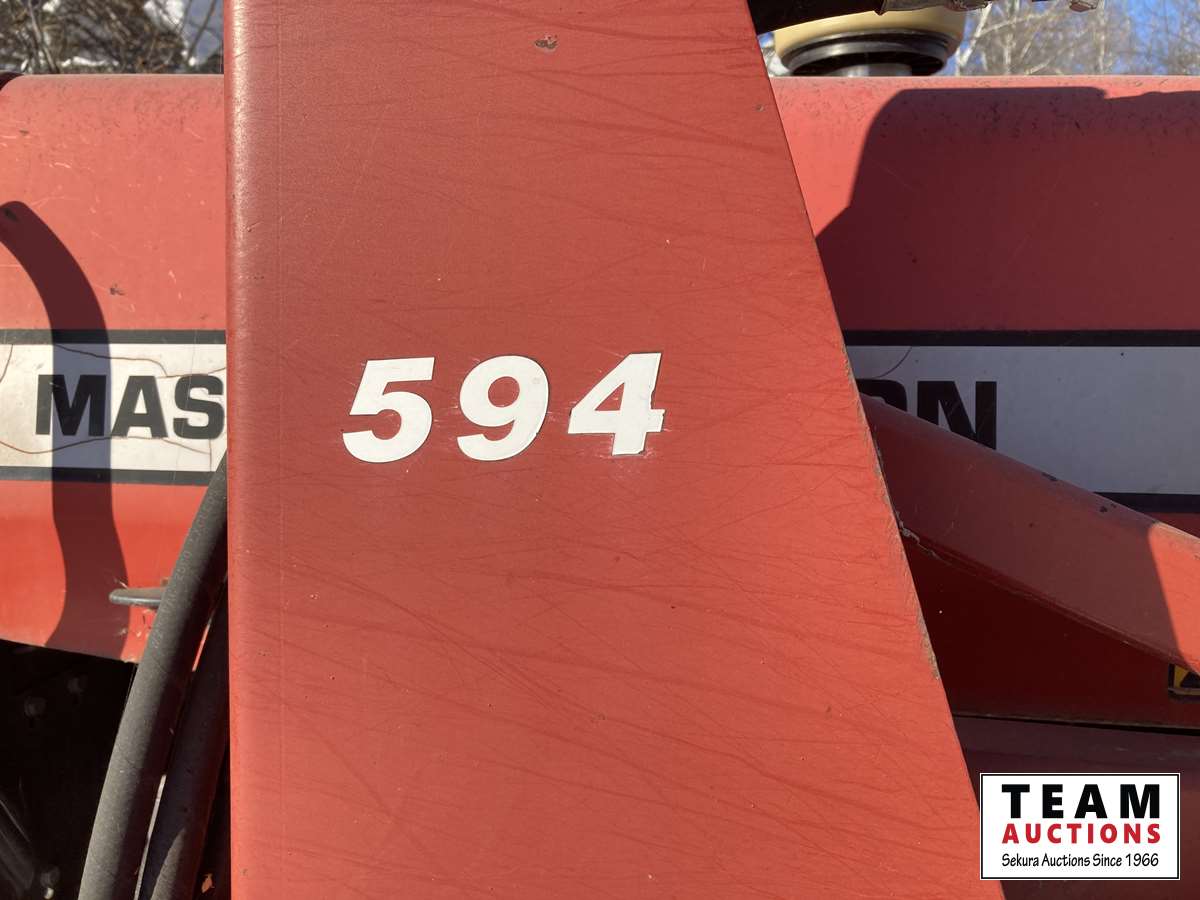 MAS
594
ON
TEAM
AUCTIONS
Sekura Auctions Since 1966